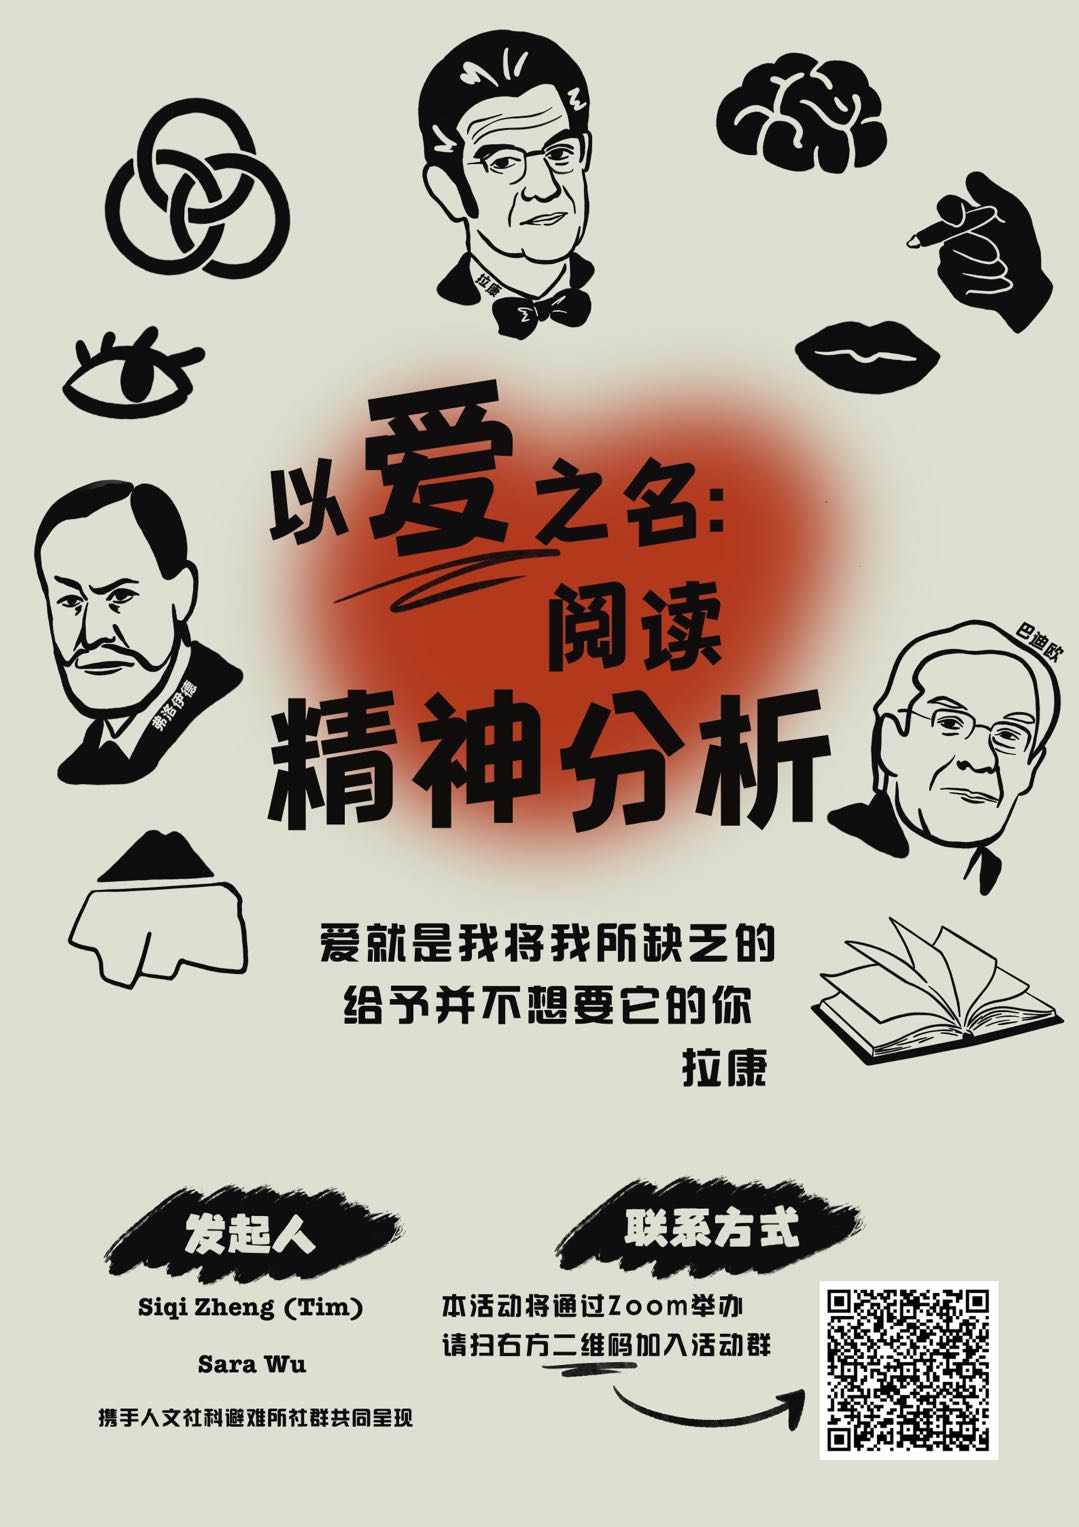 拉康
以爱之名:
阅读
精神分析
弗洛伊德
巴迪欧
爱就是我将我所缺乏的
给予并不想要它的你
拉康
发起人
Siqi Zheng (Tim)
Sara Wu
携手人文社科避难所社群共同呈现
联系方式
本活动将通过Zoom举办
请扫右方二维码加入活动群